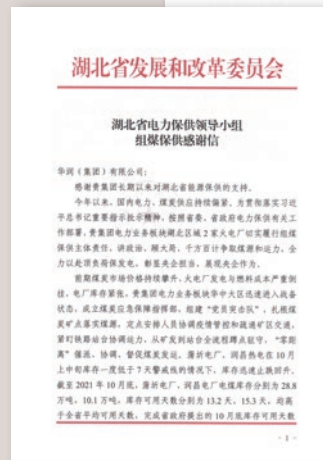 湖北省发展和改革委员会
湖北省电力保供领导小组
组煤保供感谢信
华润（集团）有限公司：
感谢贵集团长期以来对湖北省能源保供的支持。
今年以来，国内电力、煤炭供应持续偏紧。为贯彻落实习近
平总书记重要指示批示精神，按照省委、省政府电力保供有关工
作部署，贵集团电力业务板块湖北区域2家火电厂切实履行组煤
保供主体责任，讲政治、顾大局，千方百计争取煤源和运力，全
力以赴顶负荷保发电，彰显央企担当、展现央企作为。
前期煤炭市场价格持续攀升，火电厂发电与燃料成本严重倒
挂，电厂库存紧张，贵集团电力业务板块华中大区迅速进入战备
状态，成立煤炭应急保障指挥部，组建“党员突击队”，扎根煤
炭矿点落实煤源，定点安排人员协调疫情管控和疏通矿区交通，
紧盯铁路站台协调运力，从矿发到站台全流程蹲点驻守，“零距
离”催派、协调，督促煤炭发运。蒲圻电厂、润昌热电在10月
上中旬库存一度低于7天警戒线的情况下，库存迅速止跌回升。
截至2021年10月底，蒲圻电厂、润昌电厂电煤库存分别为28.8
万吨、10.1万吨，库存可用天数分别为13.2天、15.3天，均高
于全省平均可用天数，完成省政府提出的10月底库存可用天数
- 1 -